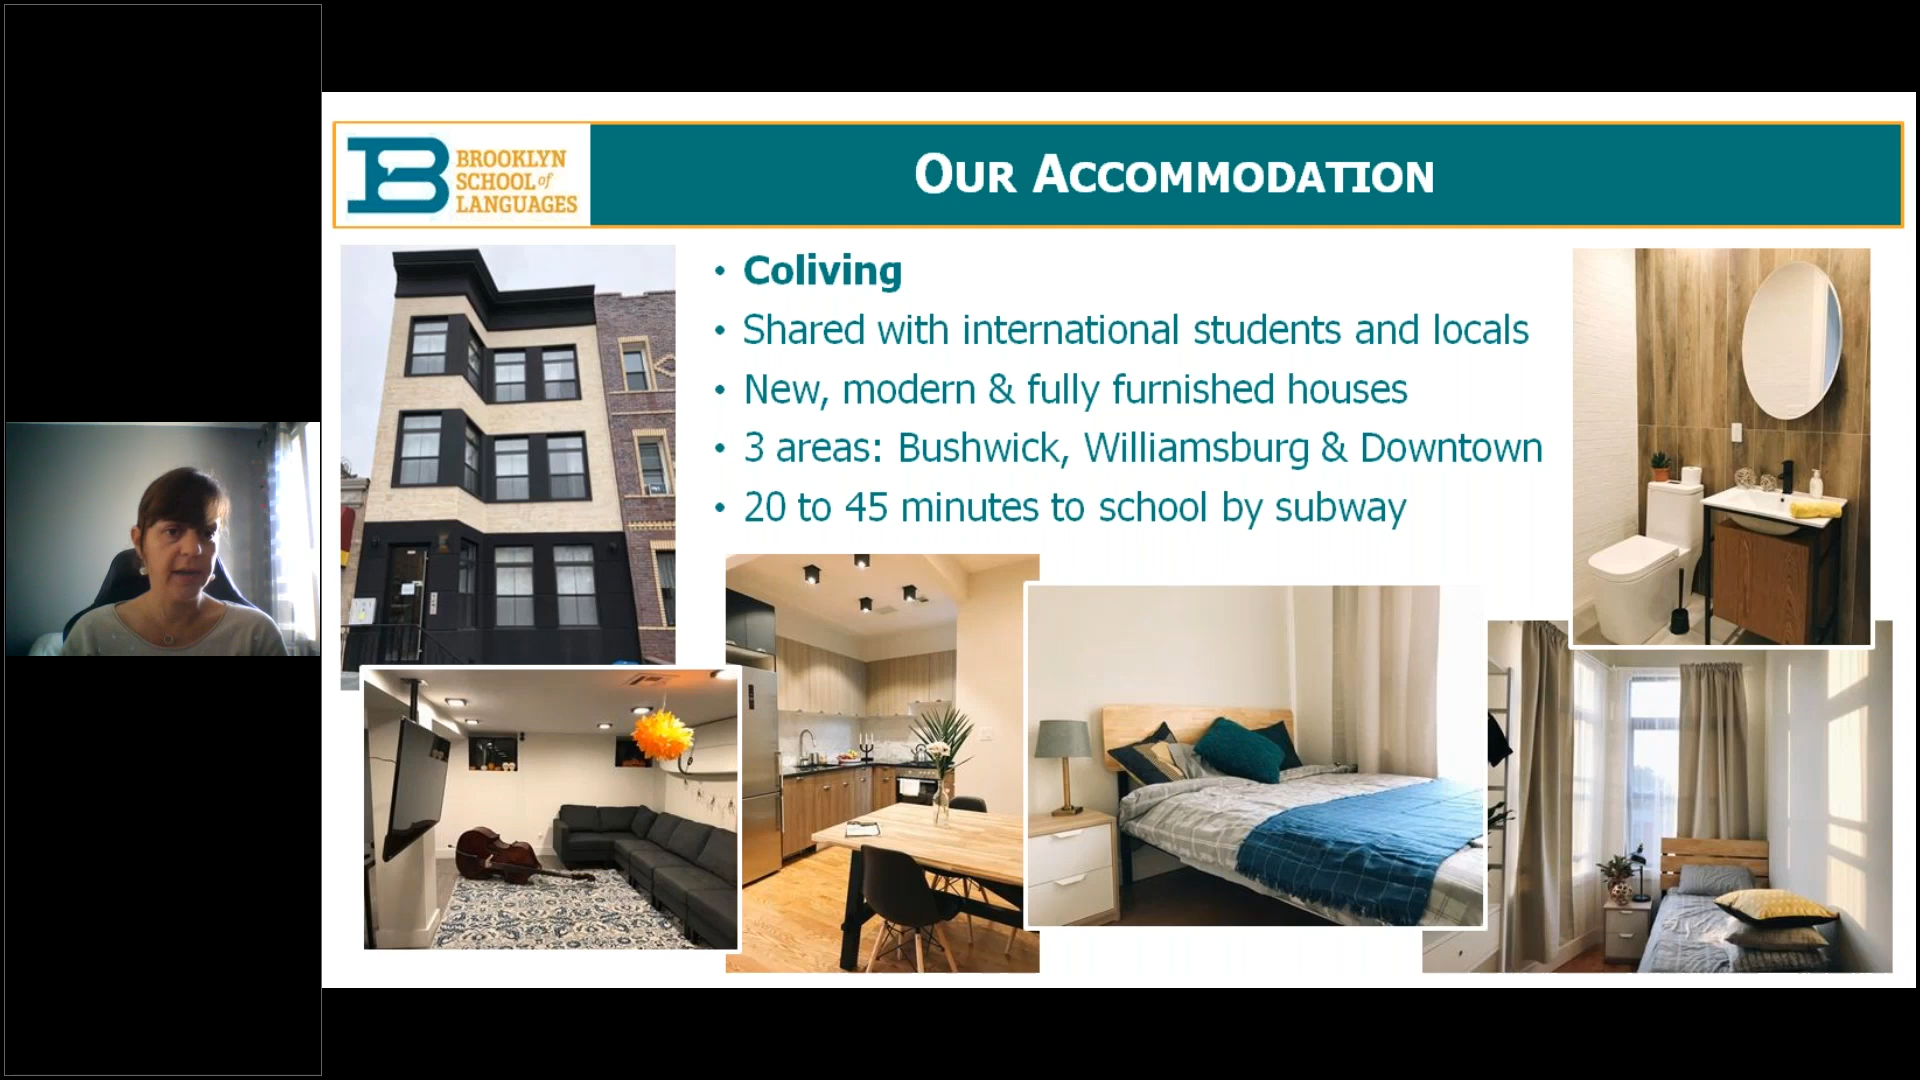 BROOKLYN
SCHOOL of
LANGUAGES
OUR ACCOMMODATION
• Coliving
• Shared with international students and locals
• New, modern & fully furnished houses
• 3 areas: Bushwick, Williamsburg & Downtown
• 20 to 45 minutes to school by subway